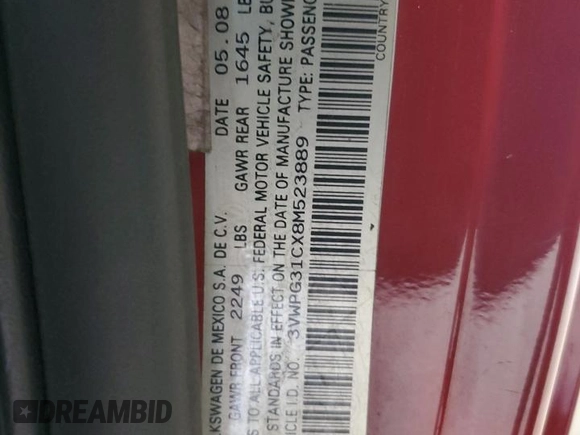 KSWAGEN DE MEXICO S.A. DE C.V. DATE 05.08
GAWR FRONT 2249 LBS GAWR REAR 1645
TO ALL APPLICABLE U.S. FEDERAL MOTOR VEHICLE SAFETY,
STANDARDS IN EFFECT ON THE DATE OF MANUFACTURE
I.D. NO. 3VWPG31CX8M523889 TYPE:
COUNTRY
DREAMBID